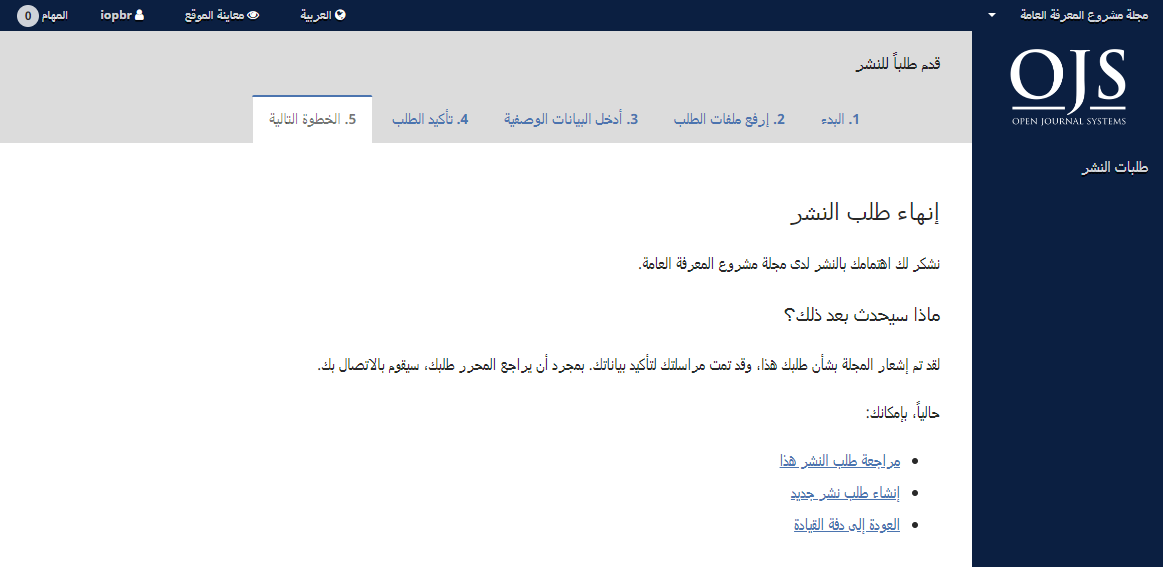 مجلة مشروع المعرفة العامة
العربية
معاينة الموقع
iopbr
المهام 0
OJS
OPEN JOURNAL SYSTEMS
طلبات النشر
قدم طلباً للنشر
1. البدء
2. إرفع ملفات الطلب
3. أدخل البيانات الوصفية
4. تأكيد الطلب
5. الخطوة التالية
إنهاء طلب النشر
نشكر لك اهتمامك بالنشر لدى مجلة مشروع المعرفة العامة.
ماذا سيحدث بعد ذلك؟
لقد تم إشعار المجلة بشأن طلبك هذا، وقد تمت مراسلتك لتأكيد بياناتك. بمجرد أن يراجع المحرر طلبك، سيقوم بالاتصال بك.
حالياً، بإمكانك:
مراجعة طلب النشر هذا
إنشاء طلب نشر جديد
العودة إلى دفة القيادة